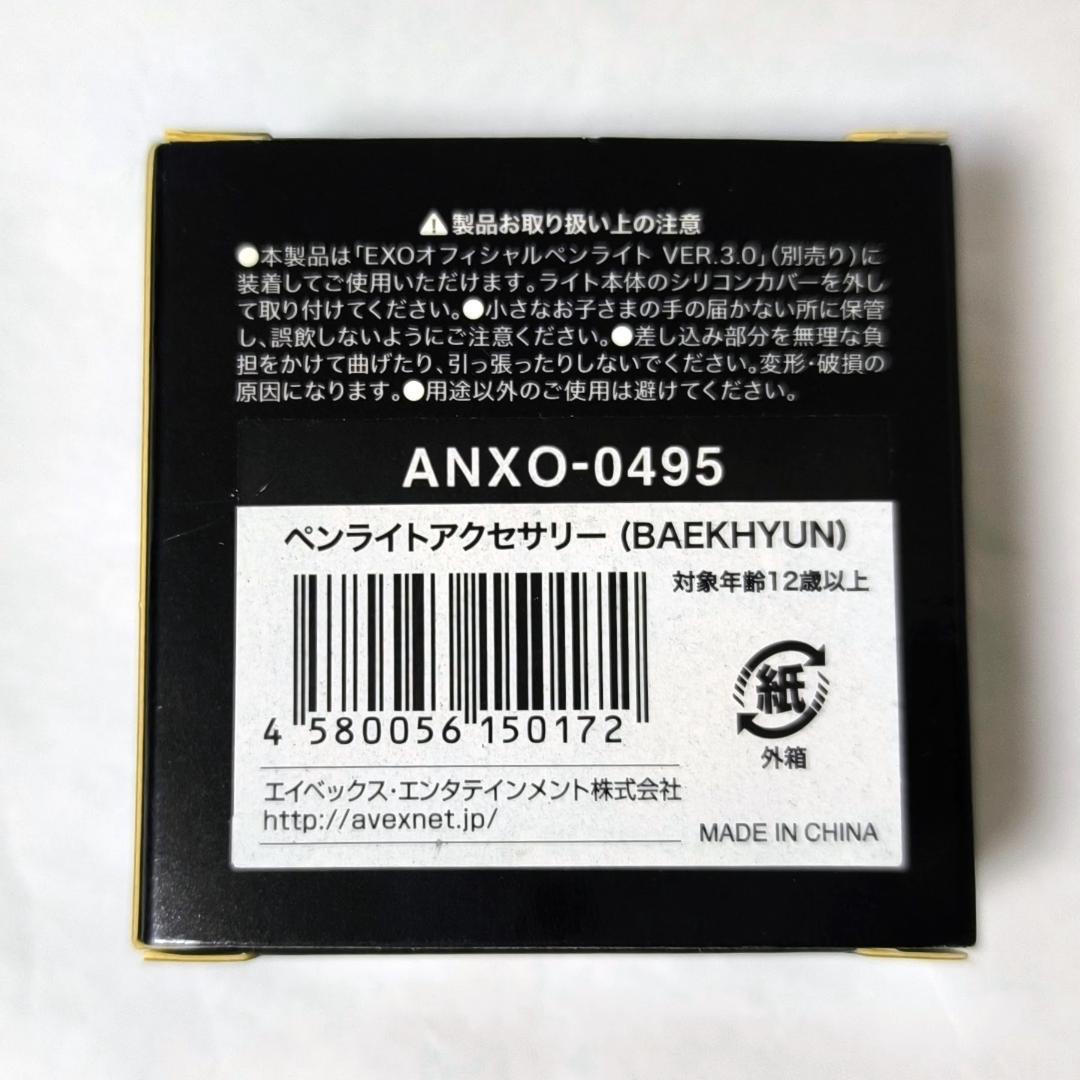 ⚠製品お取り扱い上の注意
●本製品は「EXOオフィシャルペンライト VER.3.0」(別売り)に
装着してご使用いただけます。ライト本体のシリコンカバーを外し
て取り付けてください。●小さなお子さまの手の届かない所に保管
し、誤飲しないようにご注意ください。●差し込み部分を無理な負
担をかけて曲げたり、引っ張ったりしないでください。変形・破損の
原因になります。●用途以外のご使用は避けてください。
ANXO-0495
ペンライトアクセサリー (BAEKHYUN)
対象年齢12歳以上
4 580056 150172
紙
外箱
エイベックス・エンタテインメント株式会社
http://avexnet.jp/
MADE IN CHINA